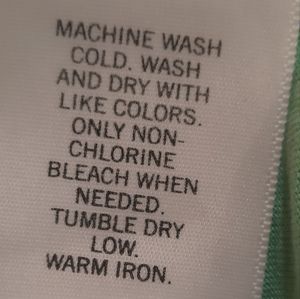 MACHINE WASH
COLD. WASH
AND DRY WITH
LIKE COLORS.
ONLY NON-
CHLORINE
BLEACH WHEN
NEEDED.
TUMBLE DRY
LOW.
WARM IRON.